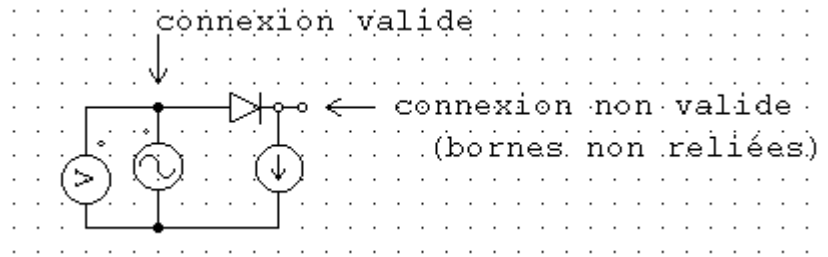 connexion valide
connexion non valide
(bornes non reliées)
V